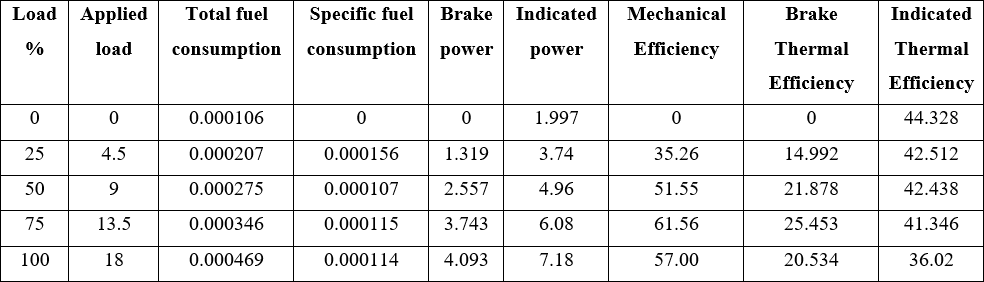 Load % Applied load Total fuel consumption Specific fuel consumption Brake power Indicated power Mechanical Efficiency Brake Thermal Efficiency Indicated Thermal Efficiency
0 0 0.000106 0 0 1.997 0 0 44.328
25 4.5 0.000207 0.000156 1.319 3.74 35.26 14.992 42.512
50 9 0.000275 0.000107 2.557 4.96 51.55 21.878 42.438
75 13.5 0.000346 0.000115 3.743 6.08 61.56 25.453 41.346
100 18 0.000469 0.000114 4.093 7.18 57.00 20.534 36.02